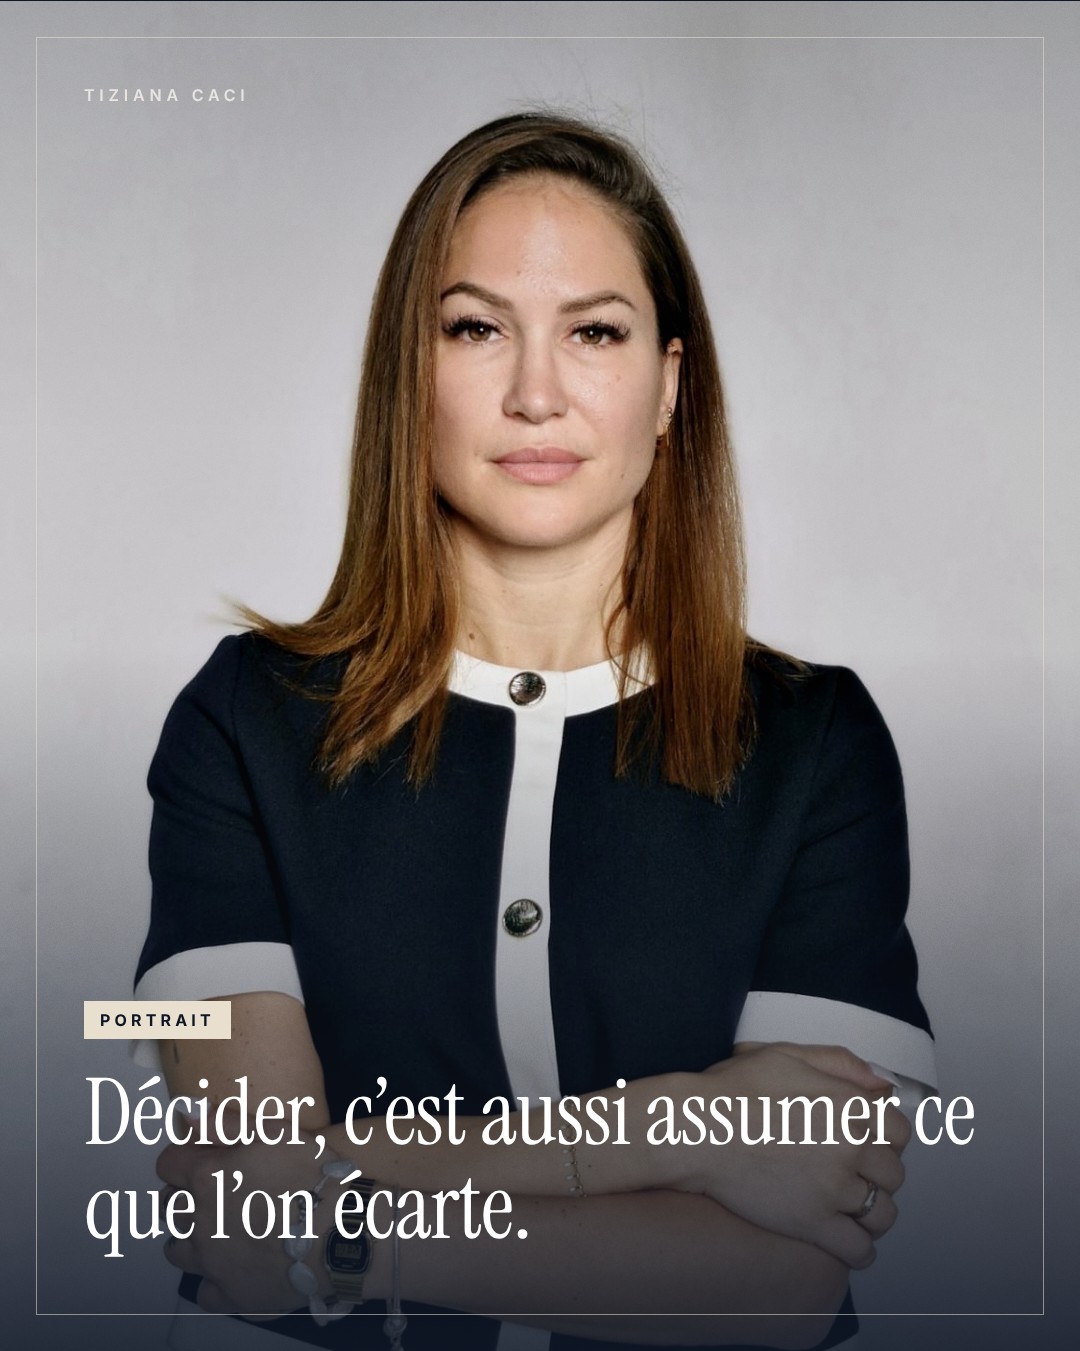 TIZIANA CACI
PORTRAIT
Décider, c’est aussi assumer ce
que l’on écarte.